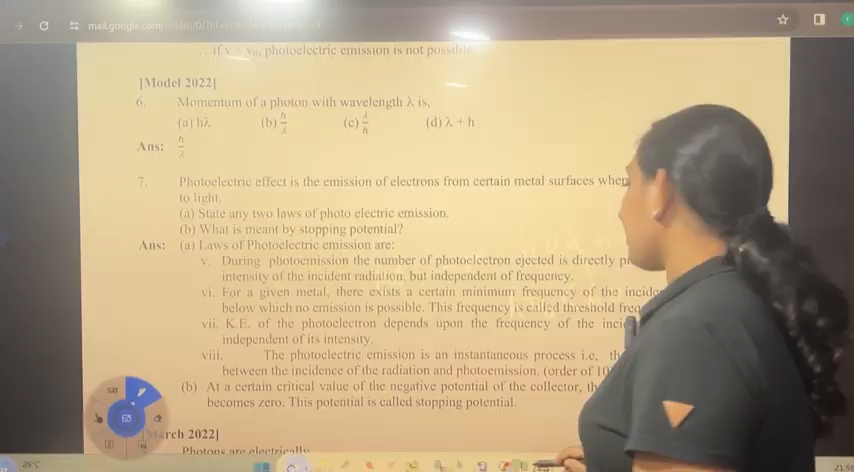 mail.google.com
∴ if ν < ν₀, photoelectric emission is not possible
[Model 2022]
6. Momentum of a photon with wavelength λ is,
(a) hλ (b) h/λ (c) λ/h (d) λ + h
Ans: h/λ
7. Photoelectric effect is the emission of electrons from certain metal surfaces when
to light.
(a) State any two laws of photo electric emission.
(b) What is meant by stopping potential?
Ans: (a) Laws of Photoelectric emission are:
v. During photoemission the number of photoelectron ejected is directly
intensity of the incident radiation, but independent of frequency.
vi. For a given metal, there exists a certain minimum frequency of the
below which no emission is possible. This frequency is called threshold
vii. K.E. of the photoelectron depends upon the frequency of the
independent of its intensity.
viii. The photoelectric emission is an instantaneous process i.e,
between the incidence of the radiation and photoemission. (order of 10
(b) At a certain critical value of the negative potential of the collector,
becomes zero. This potential is called stopping potential.
[March 2022]
Photons are electrically
29°C